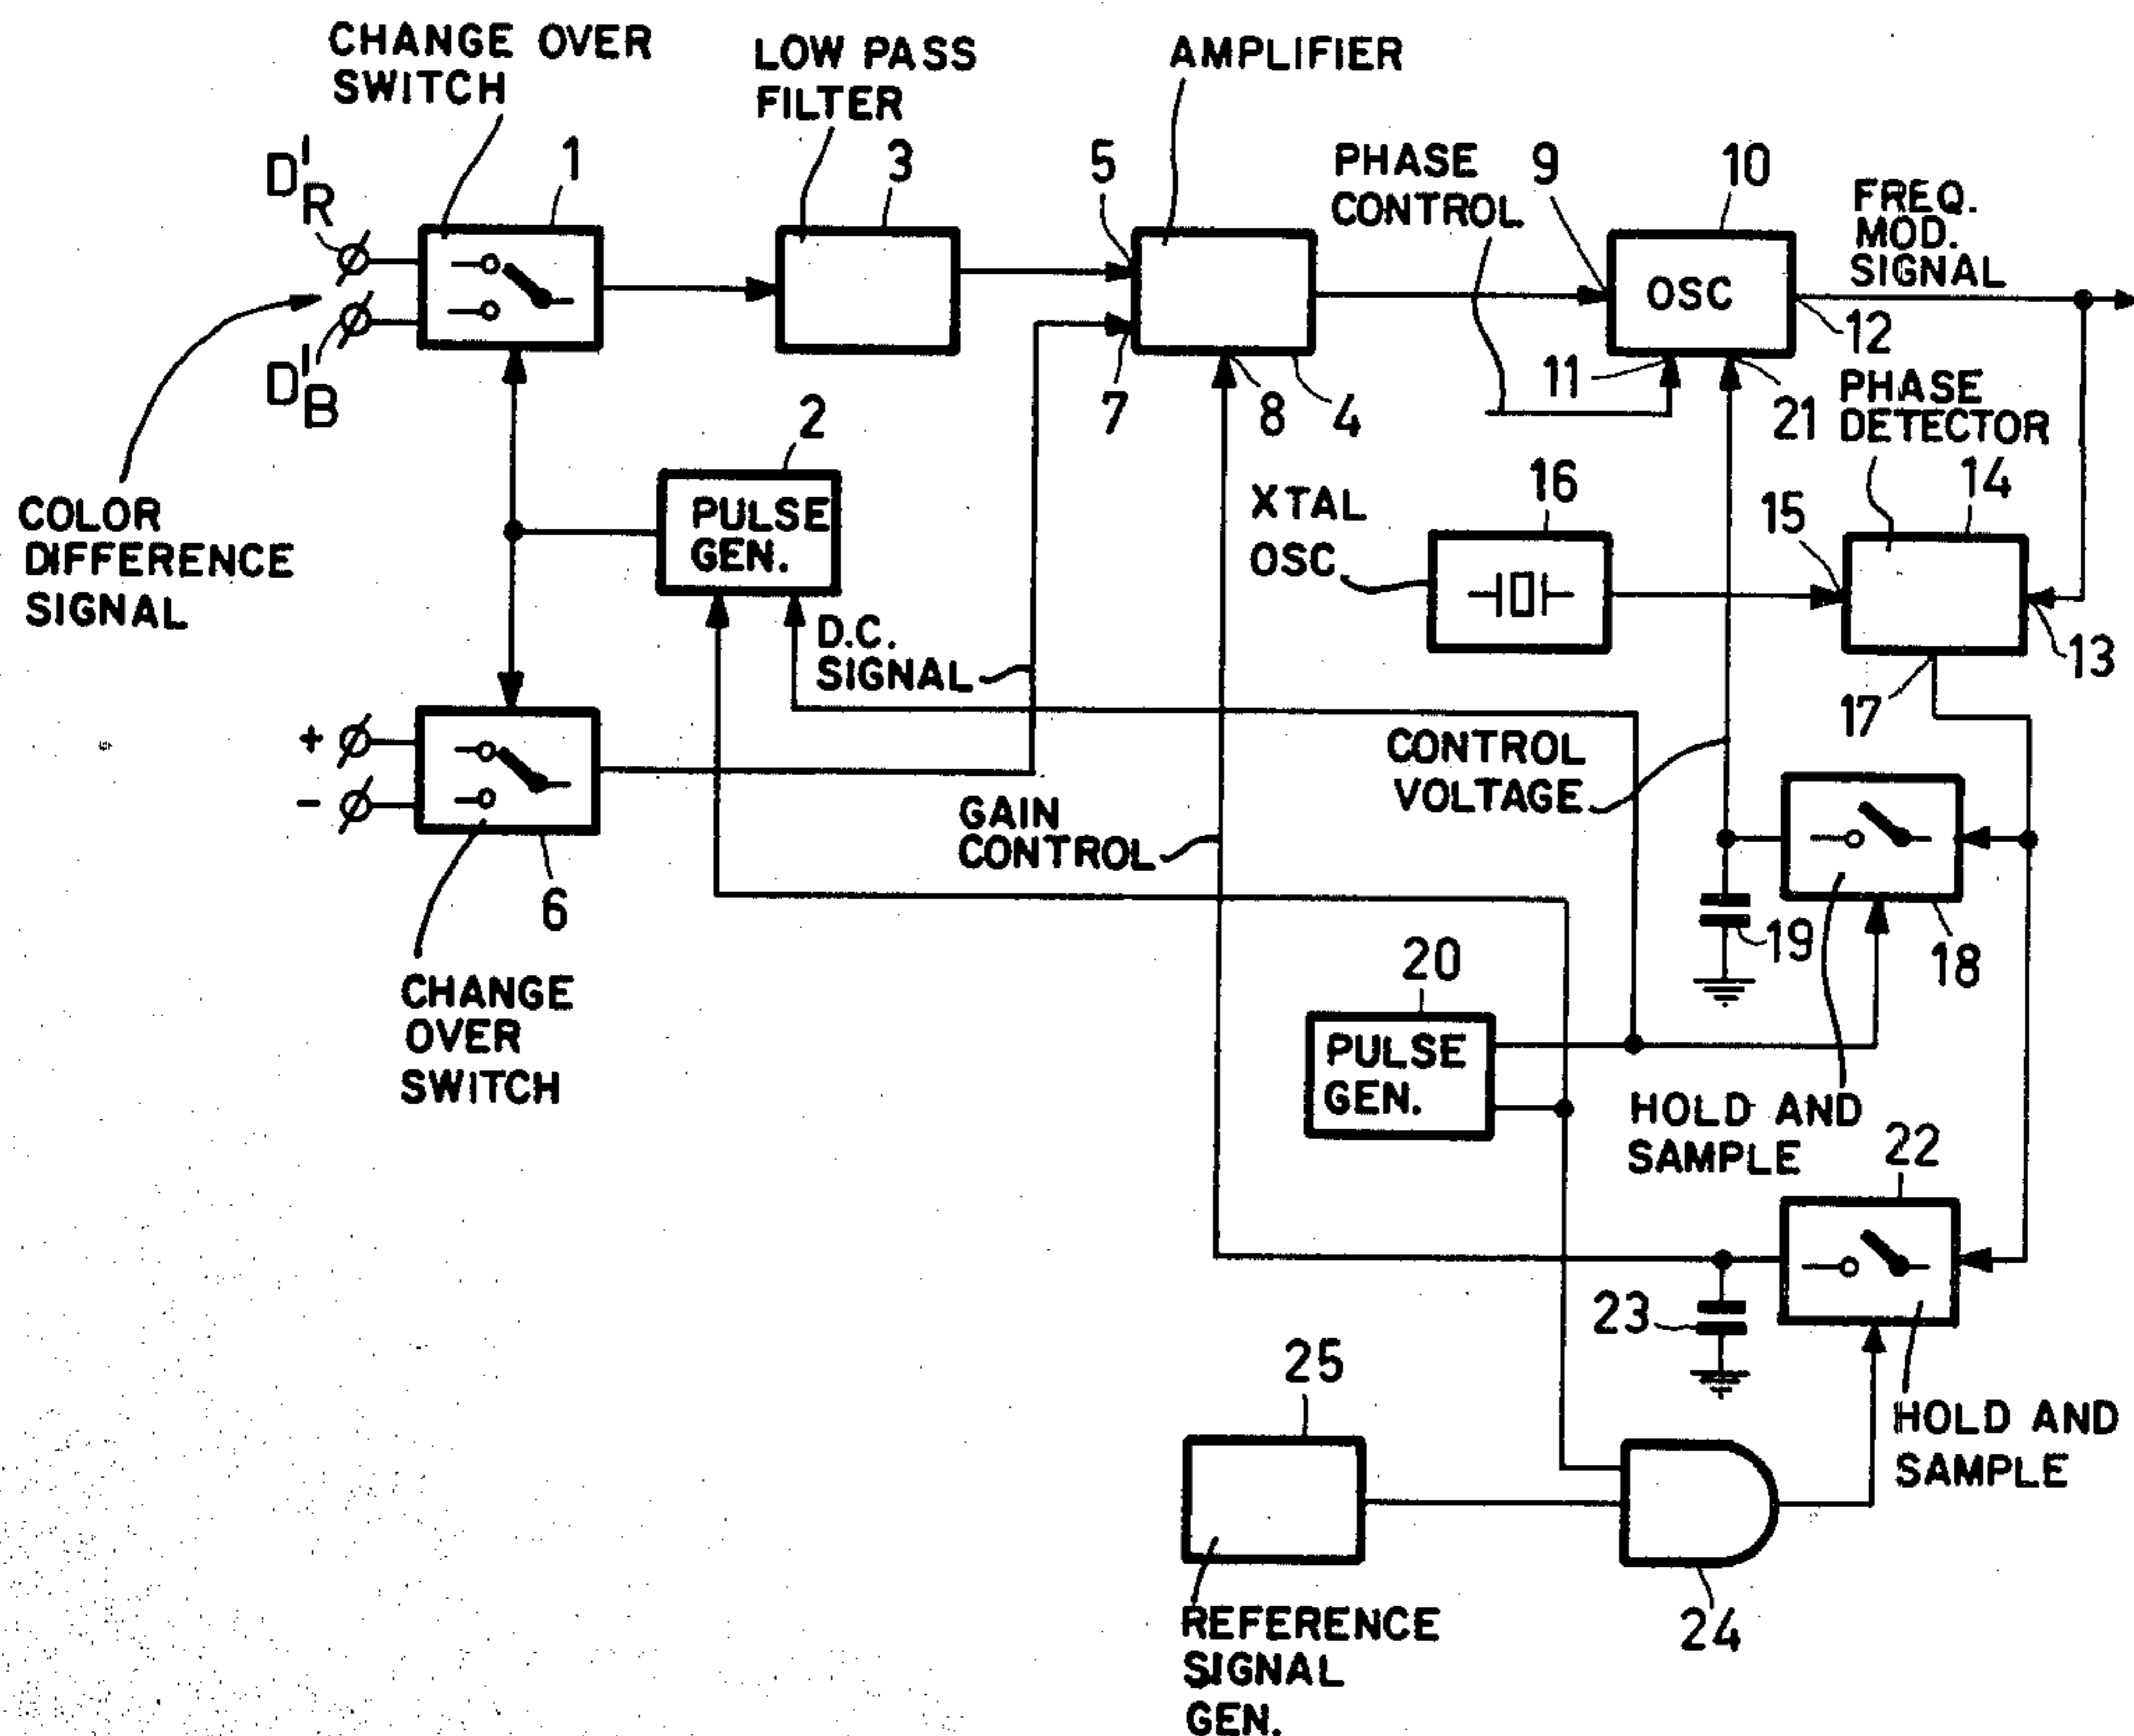 CHANGE OVER
SWITCH
LOW PASS
FILTER
AMPLIFIER
D'R
1
3
5
PHASE
CONTROL
9
10
FREQ.
MOD.
SIGNAL
OSC
12
D'B
2
7
8
4
11
21
PHASE
DETECTOR
COLOR
DIFFERENCE
SIGNAL
PULSE
GEN.
XTAL
OSC
16
15
14
13
D.C.
SIGNAL
17
+
-
CONTROL
VOLTAGE
GAIN
CONTROL
6
19
18
CHANGE
OVER
SWITCH
20
PULSE
GEN.
HOLD AND
SAMPLE
22
23
25
HOLD AND
SAMPLE
REFERENCE
SIGNAL
GEN.
24